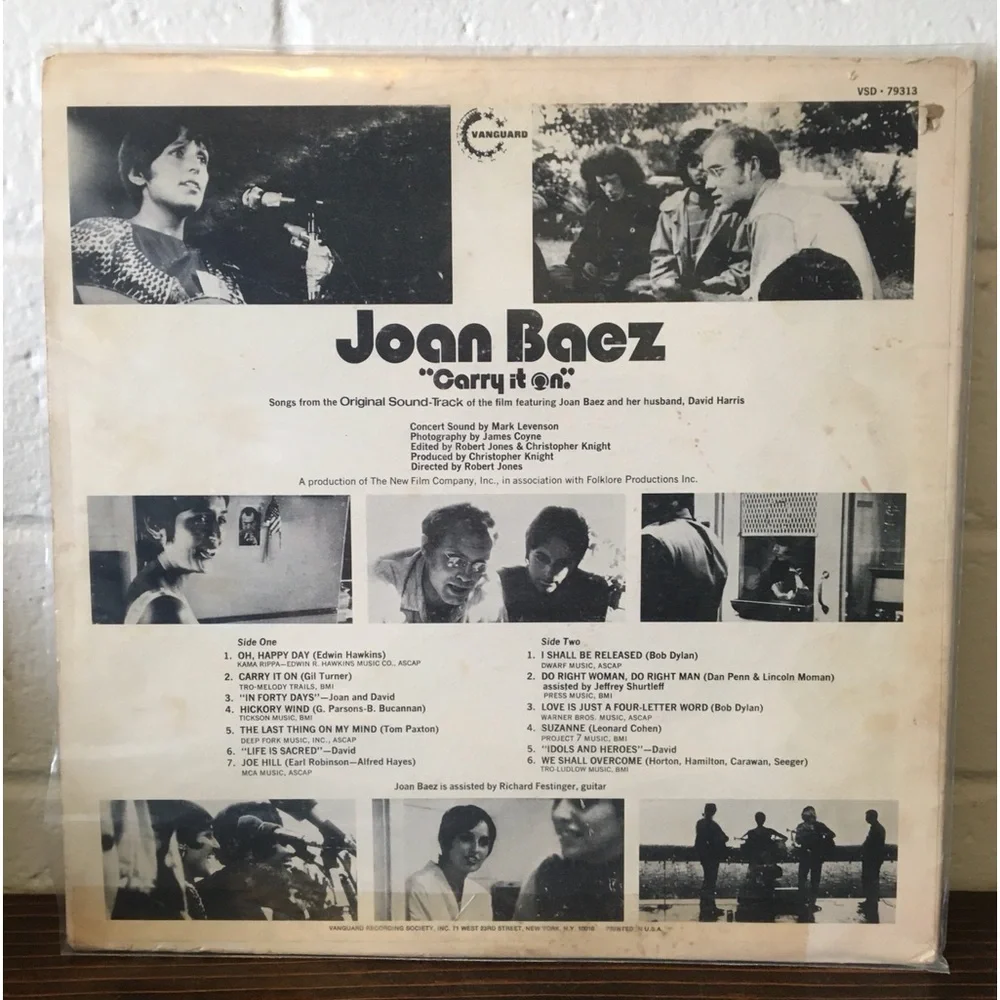 VSD • 79313
VANGUARD
Joan Baez
"Carry it on"
Songs from the Original Sound-Track of the film featuring Joan Baez and her husband, David Harris
Concert Sound by Mark Levenson
Photography by James Coyne
Edited by Robert Jones & Christopher Knight
Produced by Christopher Knight
Directed by Robert Jones
A production of The New Film Company, Inc., in association with Folklore Productions Inc.
Side One
1. OH, HAPPY DAY (Edwin Hawkins)
KAMA RIPPA—EDWIN R. HAWKINS MUSIC CO., ASCAP
2. CARRY IT ON (Gil Turner)
TRO-MELODY TRAILS, BMI
3. "IN FORTY DAYS"—Joan and David
4. HICKORY WIND (G. Parsons-B. Bucannan)
TICKSON MUSIC, BMI
5. THE LAST THING ON MY MIND (Tom Paxton)
DEEP FORK MUSIC, INC., ASCAP
6. "LIFE IS SACRED"—David
7. JOE HILL (Earl Robinson—Alfred Hayes)
MCA MUSIC, ASCAP
Side Two
1. I SHALL BE RELEASED (Bob Dylan)
DWARF MUSIC, ASCAP
2. DO RIGHT WOMAN, DO RIGHT MAN (Dan Penn & Lincoln Moman)
assisted by Jeffrey Shurtleff
PRESS MUSIC, BMI
3. LOVE IS JUST A FOUR-LETTER WORD (Bob Dylan)
WARNER BROS. MUSIC, ASCAP
4. SUZANNE (Leonard Cohen)
PROJECT 7 MUSIC, BMI
5. "IDOLS AND HEROES"—David
6. WE SHALL OVERCOME (Horton, Hamilton, Carawan, Seeger)
TRO-LUDLOW MUSIC, BMI
Joan Baez is assisted by Richard Festinger, guitar
VANGUARD RECORDING SOCIETY, INC. 71 WEST 23RD STREET, NEW YORK, N.Y. 10010 PRINTED IN U.S.A.